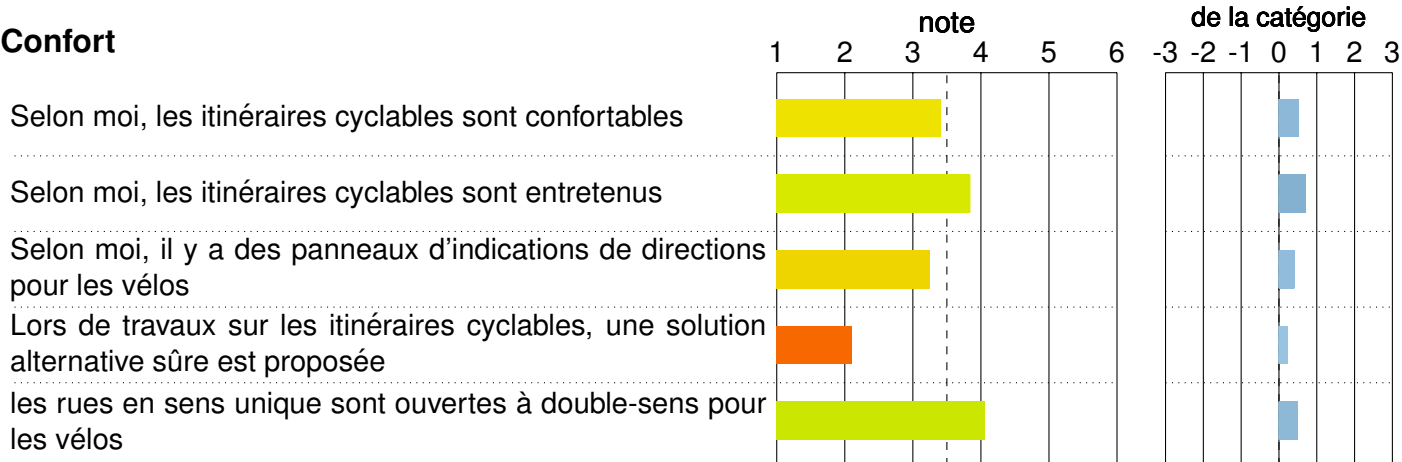 note
de la catégorie
Confort
1 2 3 4 5 6
-3 -2 -1 0 1 2 3
Selon moi, les itinéraires cyclables sont confortables
Selon moi, les itinéraires cyclables sont entretenus
Selon moi, il y a des panneaux d'indications de directions
pour les vélos
Lors de travaux sur les itinéraires cyclables, une solution
alternative sûre est proposée
les rues en sens unique sont ouvertes à double-sens pour
les vélos